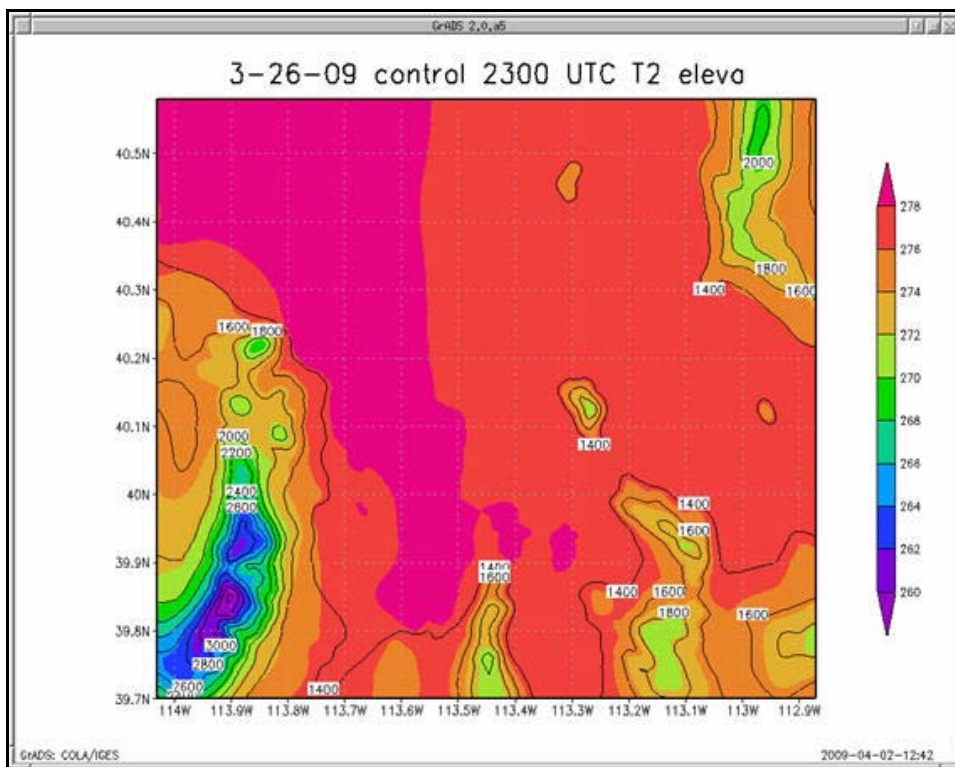 GrADS 2.0.a5
3-26-09 control 2300 UTC T2 eleva
40.5N
40.4N
40.3N
40.2N
40.1N
40N
39.9N
39.8N
39.7N
114W 113.9W 113.8W 113.7W 113.6W 113.5W 113.4W 113.3W 113.2W 113.1W 113W 112.9W
2000
1800
1400
1600
1600
1800
1400
2000
2200
2400
2600
1400
1600
1400
1600
1400
1600
1800
1600
3000
2800
2600
1400
278
276
274
272
270
268
266
264
262
260
GrADS: COLA/IGES
2009-04-02-12:42